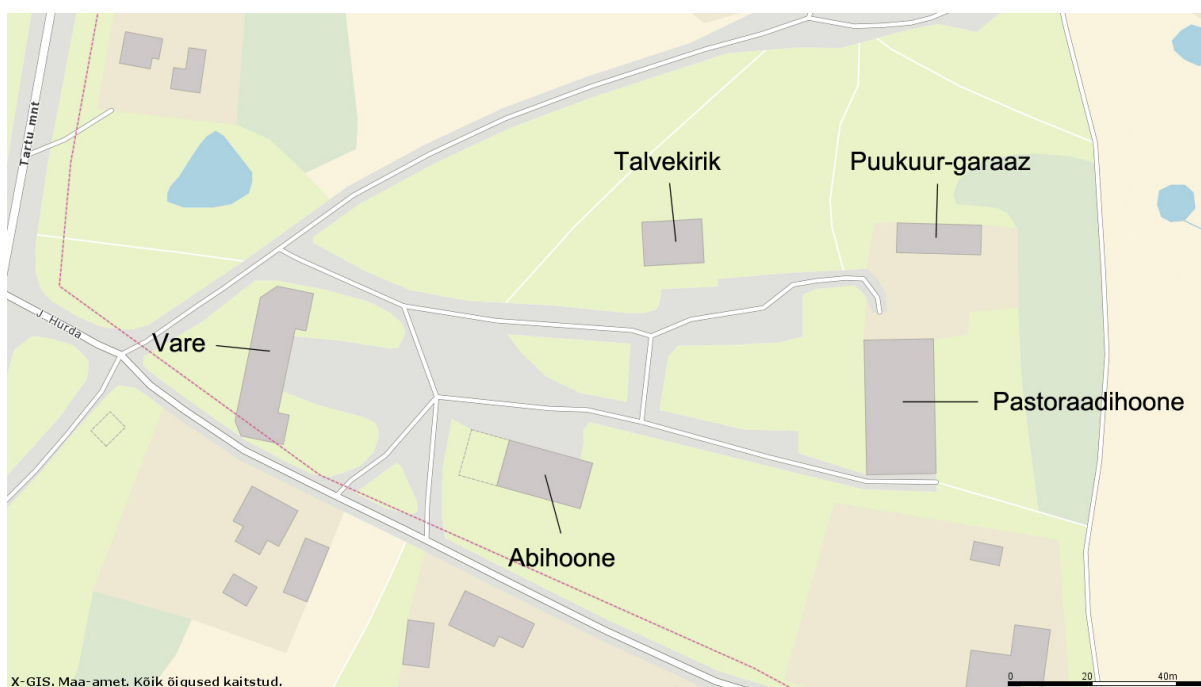 Tartu mnt
Talvekirik
Puukuur-garaaz
J. Hurda
Vare
Pastoraadihoone
Abihoone
X-GIS. Maa-amet. Kõik õigused kaitstud.
0 20 40m